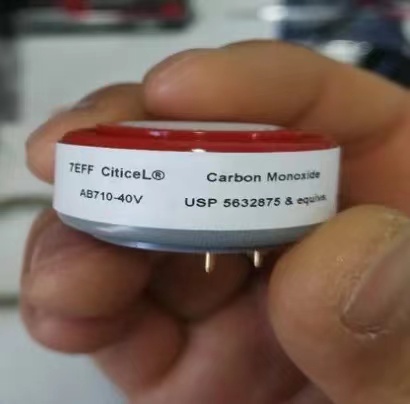 7EFF CiticeL®
AB710-40V
Carbon Monoxide
USP 5632875 & equivs